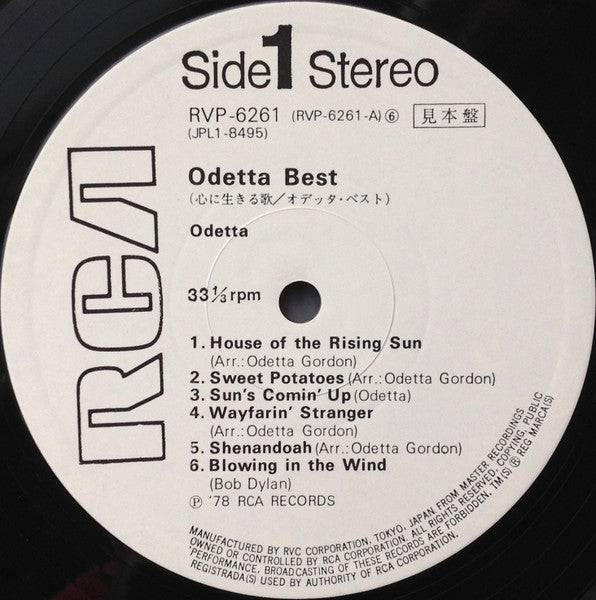 Side 1 Stereo
RVP-6261 (RVP-6261-A) ⑥ 見本盤
(JPL1-8495)
RCA
Odetta Best
(心に生きる歌/オデッタ・ベスト)
Odetta
33 1/3 rpm
1. House of the Rising Sun
(Arr.: Odetta Gordon)
2. Sweet Potatoes (Arr.: Odetta Gordon)
3. Sun's Comin' Up (Odetta)
4. Wayfarin' Stranger
(Arr.: Odetta Gordon)
5. Shenandoah (Arr.: Odetta Gordon)
6. Blowing in the Wind
(Bob Dylan)
Ⓟ '78 RCA RECORDS
MANUFACTURED BY RVC CORPORATION, TOKYO, JAPAN, FROM MASTER RECORDINGS
OWNED OR CONTROLLED BY RCA CORPORATION. ALL RIGHTS RESERVED, COPYING, PUBLIC
PERFORMANCE, BROADCASTING OF THESE RECORDS ARE FORBIDDEN. TM(S) ® REG MARCA(S)
REGISTRADA(S) USED BY AUTHORITY OF RCA CORPORATION.